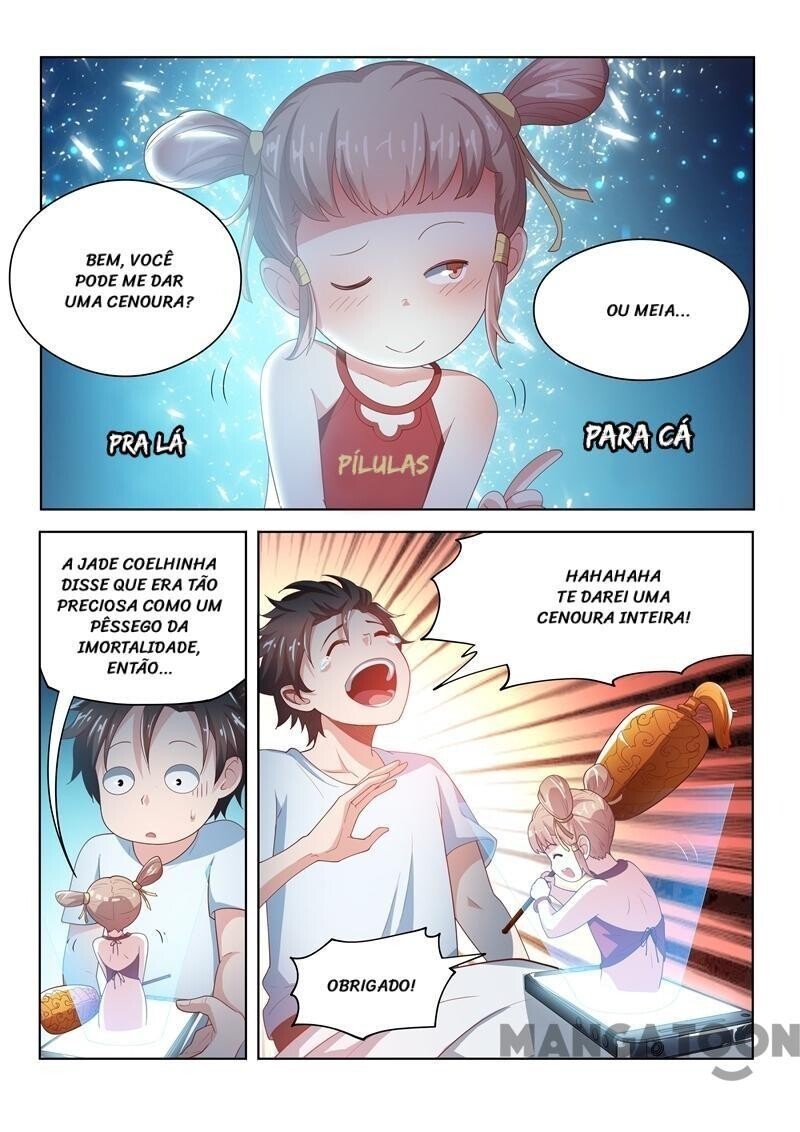 BEM, VOCÊ
PODE ME DAR
UMA CENOURA?
OU MEIA...
PRA LÁ
PARA CÁ
PÍLULAS
A JADE COELHINHA
DISSE QUE ERA TÃO
PRECIOSA COMO UM
PÊSSEGO DA
IMORTALIDADE,
ENTÃO...
HAHAHAHA
TE DAREI UMA
CENOURA INTEIRA!
OBRIGADO!
MANGATOON